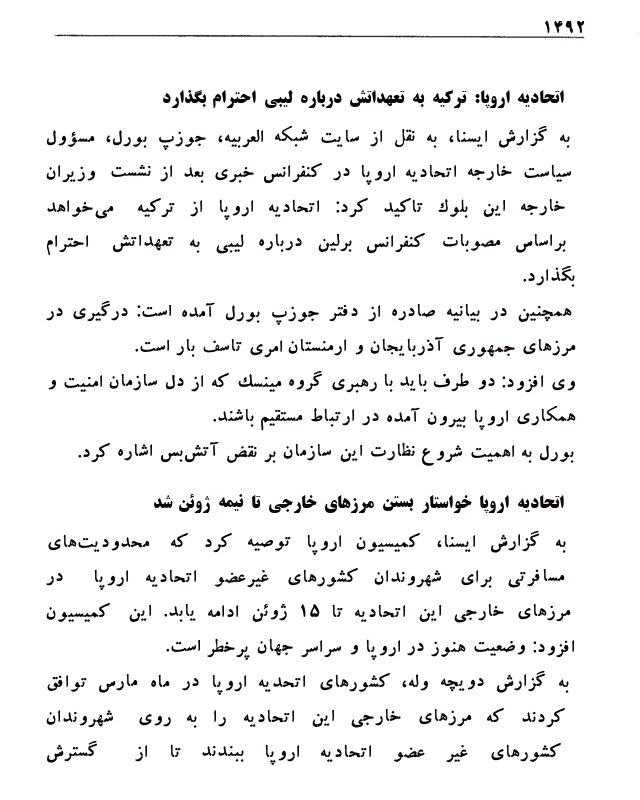 ۱۴۹۲
اتحادیه اروپا: ترکیه به تعهداتش درباره لیبی احترام بگذارد
به گزارش ایسنا، به نقل از سایت شبکه العربیه، جوزپ بورل، مسؤول
سیاست خارجه اتحادیه اروپا در کنفرانس خبری بعد از نشست وزیران
خارجه این بلوك تاکید کرد: اتحادیه اروپا از ترکیه می‌خواهد
براساس مصوبات کنفرانس برلین درباره لیبی به تعهداتش احترام
بگذارد.
همچنین در بیانیه صادره از دفتر جوزپ بورل آمده است: درگیری در
مرزهای جمهوری آذربایجان و ارمنستان امری تاسف بار است.
وی افزود: دو طرف باید با رهبری گروه مینسك که از دل سازمان امنیت و
همکاری اروپا بیرون آمده در ارتباط مستقیم باشند.
بورل به اهمیت شروع نظارت این سازمان بر نقض آتش‌بس اشاره کرد.
اتحادیه اروپا خواستار بستن مرزهای خارجی تا نیمه ژوئن شد
به گزارش ایسنا، کمیسیون اروپا توصیه کرد که محدودیت‌های
مسافرتی برای شهروندان کشورهای غیرعضو اتحادیه اروپا در
مرزهای خارجی این اتحادیه تا ۱۵ ژوئن ادامه یابد. این کمیسیون
افزود: وضعیت هنوز در اروپا و سراسر جهان پرخطر است.
به گزارش دویچه وله، کشورهای اتحدیه اروپا در ماه مارس توافق
کردند که مرزهای خارجی این اتحادیه را به روی شهروندان
کشورهای غیر عضو اتحادیه اروپا ببندند تا از گسترش